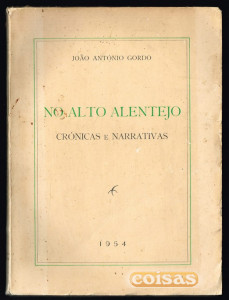 JOÃO ANTONIO GORDO
NO ALTO ALENTEJO
CRÓNICAS E NARRATIVAS
1954
coisas